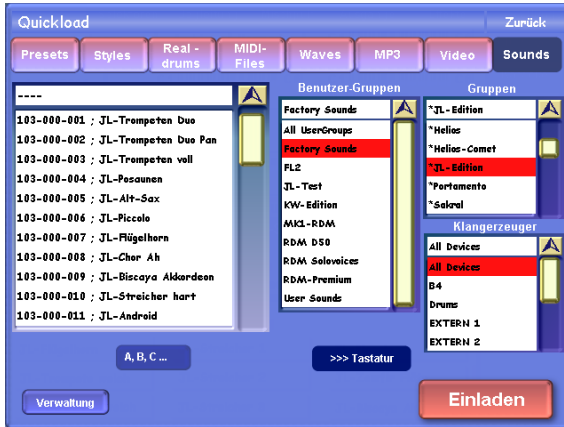 Quickload
Zurück
Presets
Styles
Real -
drums
MIDI-
Files
Waves
MP3
Video
Sounds
----
103-000-001 ; JL-Trompeten Duo
103-000-002 ; JL-Trompeten Duo Pan
103-000-003 ; JL-Trompeten voll
103-000-004 ; JL-Posaunen
103-000-005 ; JL-Alt-Sax
103-000-006 ; JL-Piccolo
103-000-007 ; JL-Flügelhorn
103-000-008 ; JL-Chor Ah
103-000-009 ; JL-Biscaya Akkordeon
103-000-010 ; JL-Streicher hart
103-000-011 ; JL-Android
Benutzer-Gruppen
Factory Sounds
All UserGroups
Factory Sounds
FL2
JL-Test
KW-Edition
MK1-RDM
RDM DSO
RDM Solovoices
RDM-Premium
User Sounds
Gruppen
*JL-Edition
*Helios
*Helios-Comet
*JL-Edition
*Portamento
*Sakral
Klangerzeuger
All Devices
All Devices
B4
Drums
EXTERN 1
EXTERN 2
A, B, C ...
>>> Tastatur
Verwaltung
Einladen